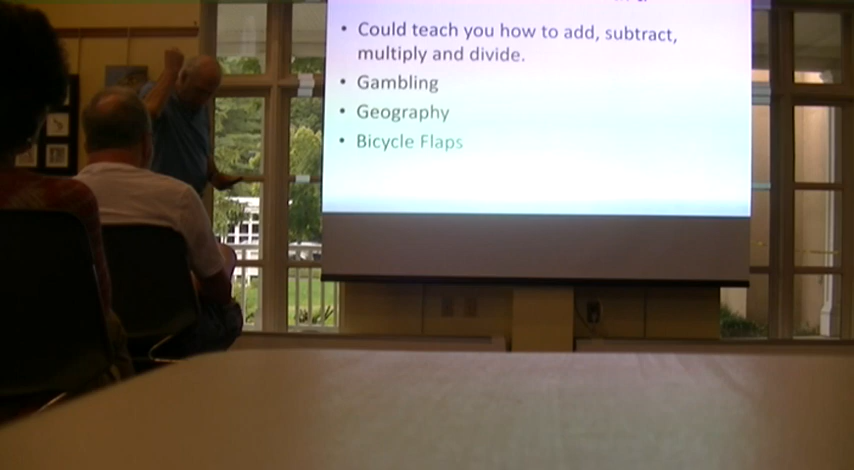 • Could teach you how to add, subtract,
multiply and divide.
• Gambling
• Geography
• Bicycle Flaps